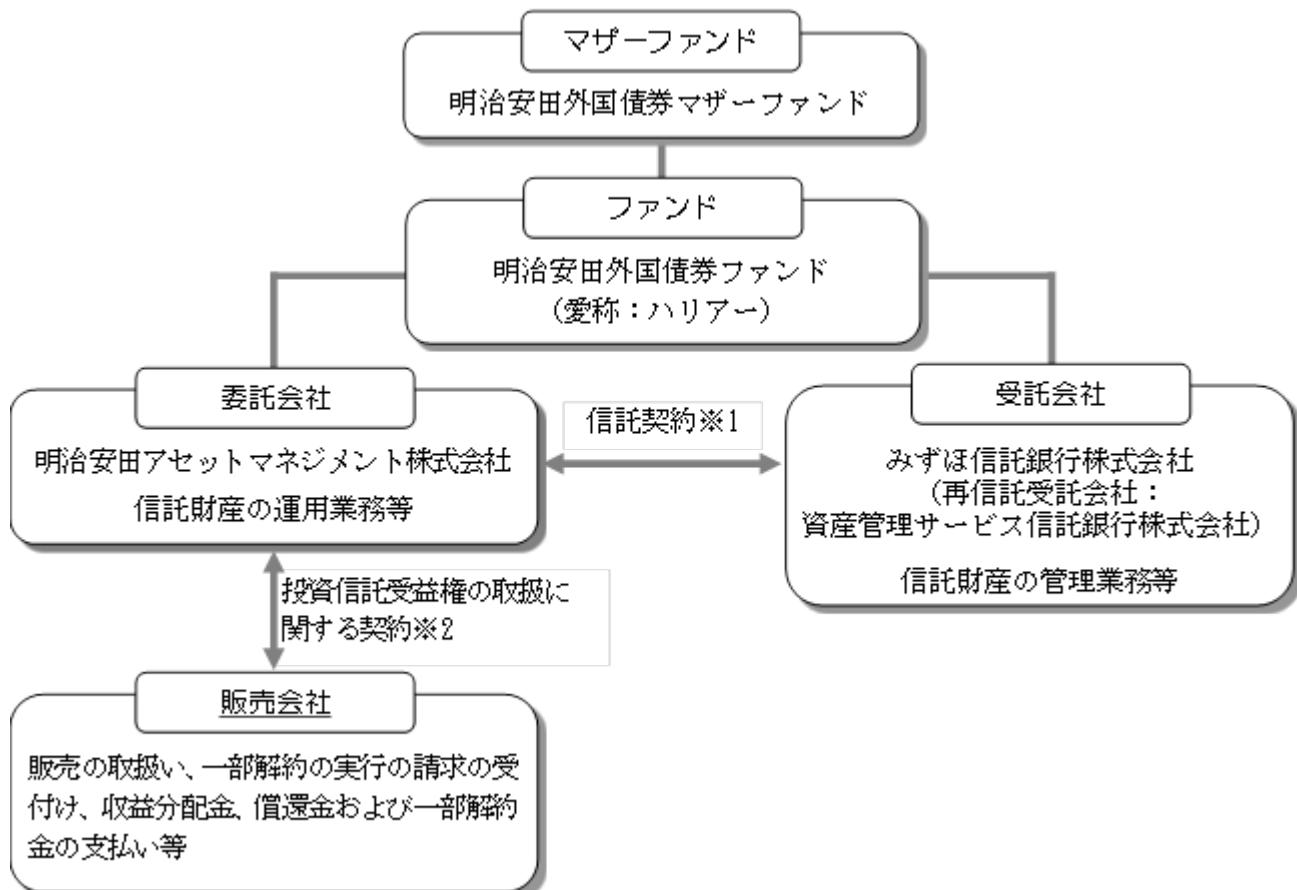 マザーファンド
明治安田外国債券マザーファンド
ファンド
明治安田外国債券ファンド
（愛称：ハリアー）
委託会社
明治安田アセットマネジメント株式会社
信託財産の運用業務等
信託契約※1
受託会社
みずほ信託銀行株式会社
（再信託受託会社：
資産管理サービス信託銀行株式会社）
信託財産の管理業務等
投資信託受益権の取扱に
関する契約※2
販売会社
販売の取扱い、一部解約の実行の請求の受
付け、収益分配金、償還金および一部解約
金の支払い等